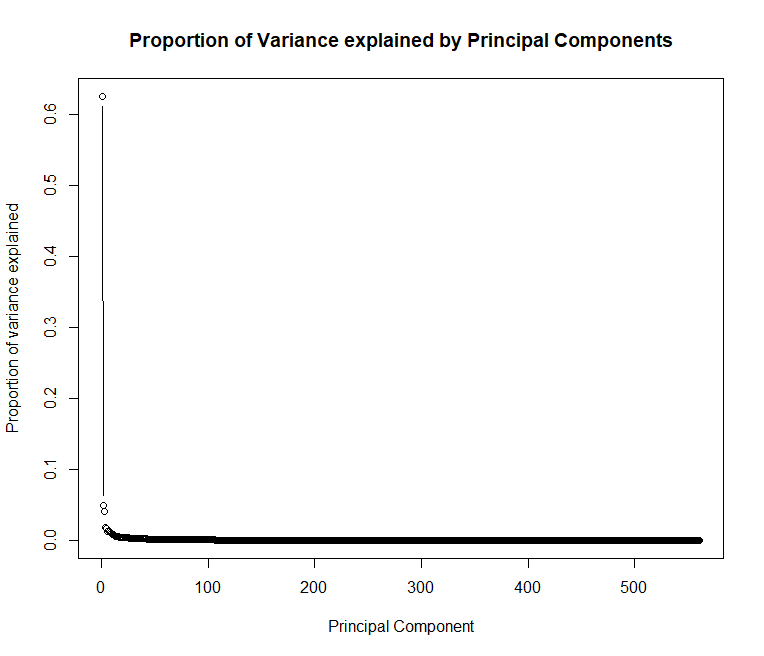 Proportion of Variance explained by Principal Components
Proportion of variance explained
0.6
0.5
0.4
0.3
0.2
0.1
0.0
0 100 200 300 400 500
Principal Component